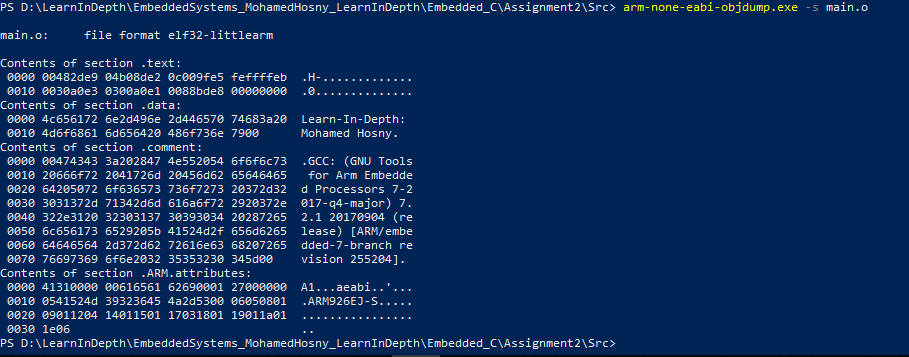 PS D:\LearnInDepth\EmbeddedSystems_MohamedHosny_LearnInDepth\Embedded_C\Assignment2\Src> arm-none-eabi-objdump.exe -s main.o
main.o:     file format elf32-littlearm
Contents of section .text:
 0000 00482de9 04b08de2 0c009fe5 feffffeb  .H-.............
 0010 0030a0e3 0300a0e1 0088bde8 00000000  .0..............
Contents of section .data:
 0000 4c656172 6e2d496e 2d446570 74683a20  Learn-In-Depth:
 0010 4d6f6861 6d656420 486f736e 7900      Mohamed Hosny.
Contents of section .comment:
 0000 00474343 3a202847 4e552054 6f6f6c73  .GCC: (GNU Tools
 0010 20666f72 2041726d 20456d62 65646465   for Arm Embedde
 0020 64205072 6f636573 736f7273 20372d32  d Processors 7-2
 0030 3031372d 71342d6d 616a6f72 2920372e  017-q4-major) 7.
 0040 322e3120 32303137 30393034 20287265  2.1 20170904 (re
 0050 6c656173 6529205b 41524d2f 656d6265  lease) [ARM/embe
 0060 64646564 2d372d62 72616e63 68207265  dded-7-branch re
 0070 76697369 6f6e2032 35353230 345d00    vision 255204].
Contents of section .ARM.attributes:
 0000 41310000 00616561 62690001 27000000  A1...aeabi..'...
 0010 0541524d 39323645 4a2d5300 06050801  .ARM926EJ-S.....
 0020 09011204 14011501 17031801 19011a01  ................
 0030 1e06                                 ..
PS D:\LearnInDepth\EmbeddedSystems_MohamedHosny_LearnInDepth\Embedded_C\Assignment2\Src>